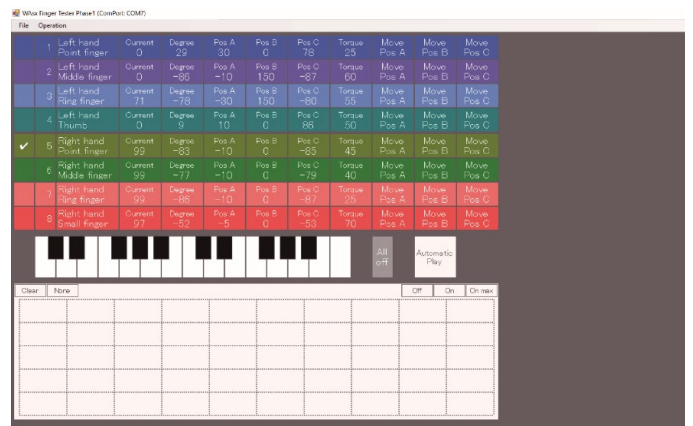 WAsx Finger Tester Phase1 (ComPort: COM7)
File Operation
1 Left hand Point finger Current 0 Degree 29 Pos A 30 Pos B 0 Pos C 78 Torque 25 Move Pos A Move Pos B Move Pos C
2 Left hand Middle finger Current 0 Degree -86 Pos A -10 Pos B 150 Pos C -87 Torque 60 Move Pos A Move Pos B Move Pos C
3 Left hand Ring finger Current 71 Degree -78 Pos A -30 Pos B 150 Pos C -80 Torque 55 Move Pos A Move Pos B Move Pos C
4 Left hand Thumb Current 0 Degree 9 Pos A 10 Pos B 0 Pos C 86 Torque 50 Move Pos A Move Pos B Move Pos C
✓ 5 Right hand Point finger Current 99 Degree -83 Pos A -10 Pos B 0 Pos C -85 Torque 45 Move Pos A Move Pos B Move Pos C
6 Right hand Middle finger Current 99 Degree -77 Pos A -10 Pos B 0 Pos C -79 Torque 40 Move Pos A Move Pos B Move Pos C
7 Right hand Ring finger Current 99 Degree -86 Pos A -10 Pos B 0 Pos C -87 Torque 25 Move Pos A Move Pos B Move Pos C
8 Right hand Small finger Current 97 Degree -52 Pos A -5 Pos B 0 Pos C -53 Torque 70 Move Pos A Move Pos B Move Pos C
All off
Automatic Play
Clear None Off On On max